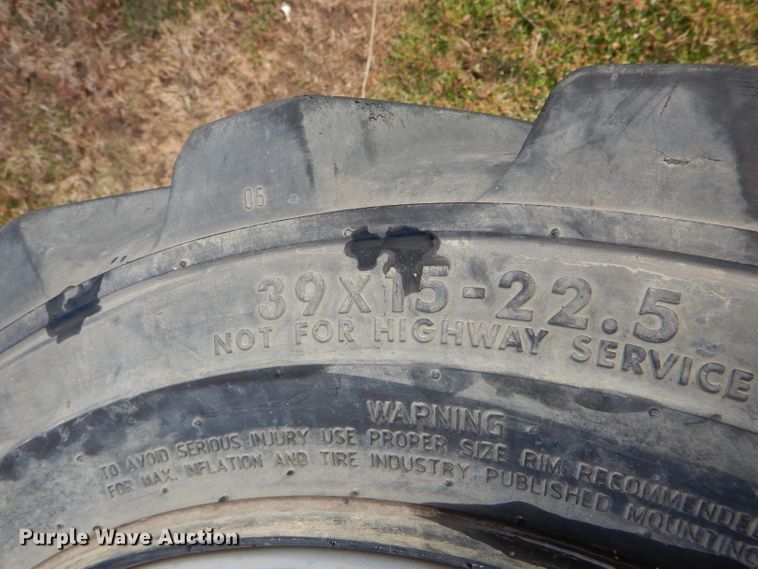 06
39X15-22.5
NOT FOR HIGHWAY SERVICE
WARNING
TO AVOID SERIOUS INJURY USE PROPER SIZE RIM RECOMMENDED
FOR MAX. INFLATION AND TIRE INDUSTRY PUBLISHED MOUNTING
Purple Wave Auction